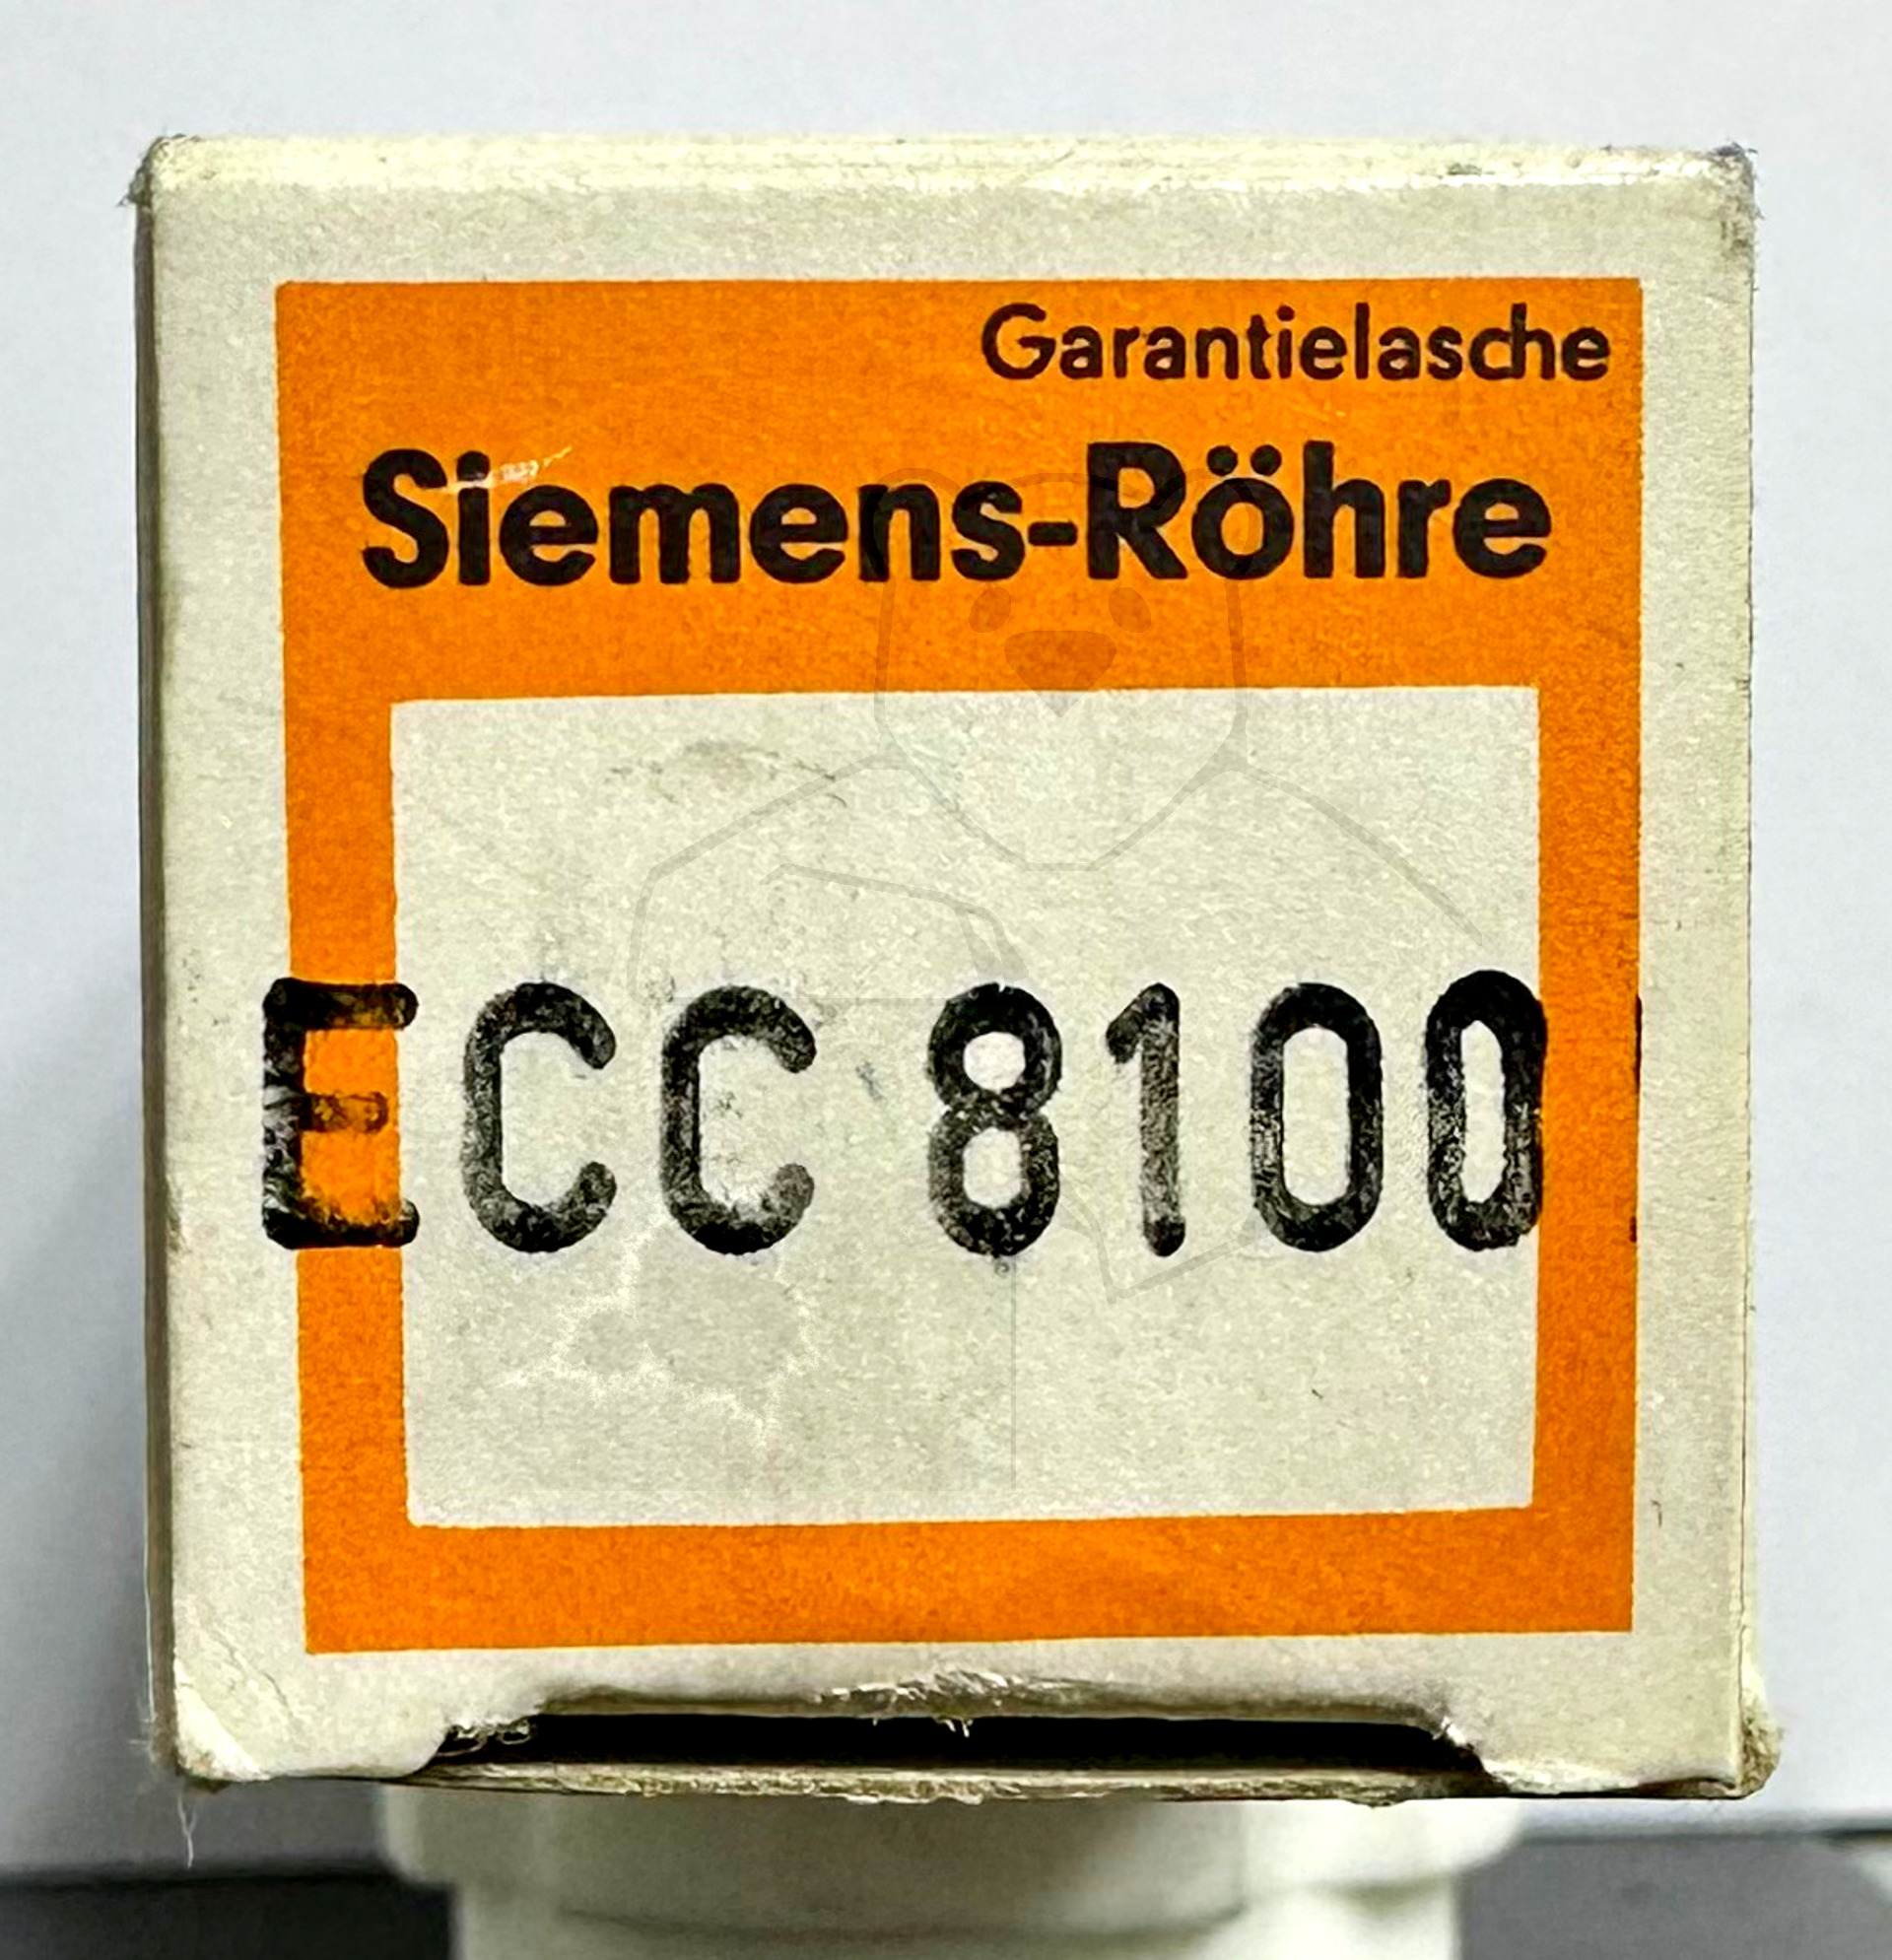 Garantielasche
Siemens-Röhre
ECC 8100